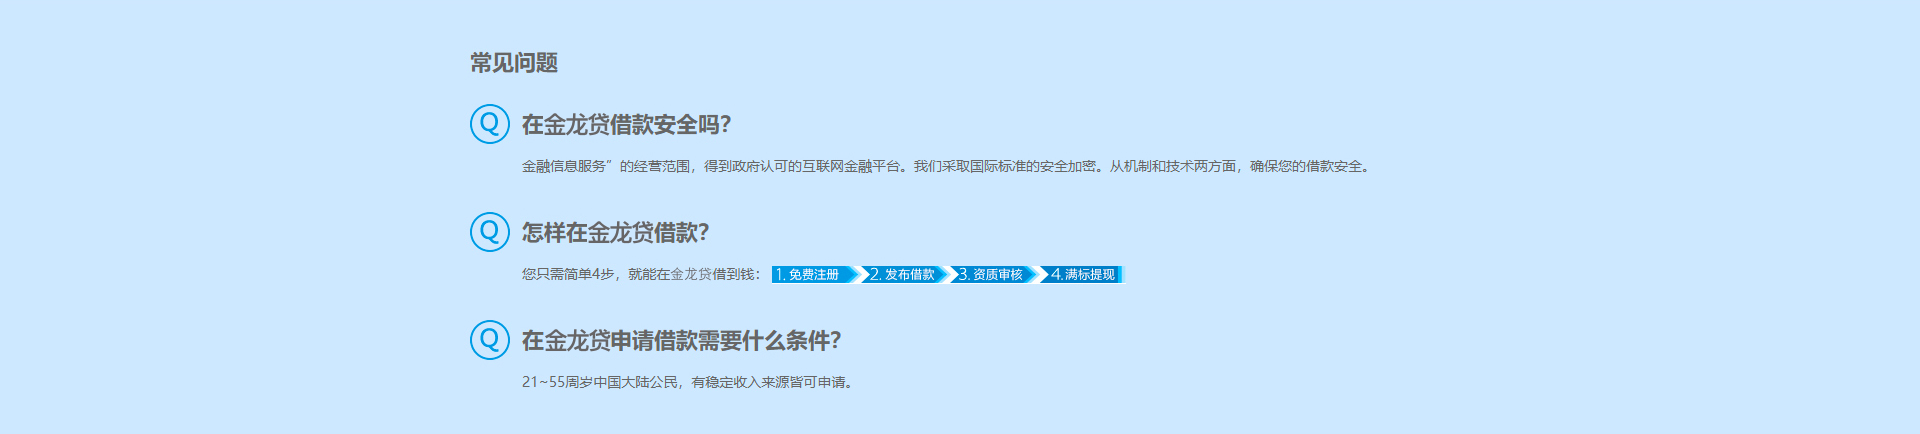 常见问题
Q 在金龙贷借款安全吗？
金融信息服务”的经营范围，得到政府认可的互联网金融平台。我们采取国际标准的安全加密。从机制和技术两方面，确保您的借款安全。
Q 怎样在金龙贷借款？
您只需简单4步，就能在金龙贷借到钱： 1. 免费注册 2. 发布借款 3. 资质审核 4. 满标提现
Q 在金龙贷申请借款需要什么条件？
21~55周岁中国大陆公民，有稳定收入来源皆可申请。